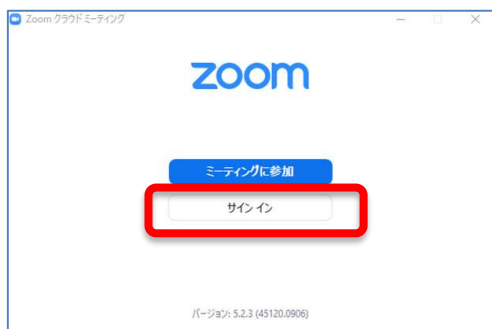 Zoom クラウド ミーティング
zoom
ミーティングに参加
サイン イン
バージョン: 5.2.3 (45120.0906)